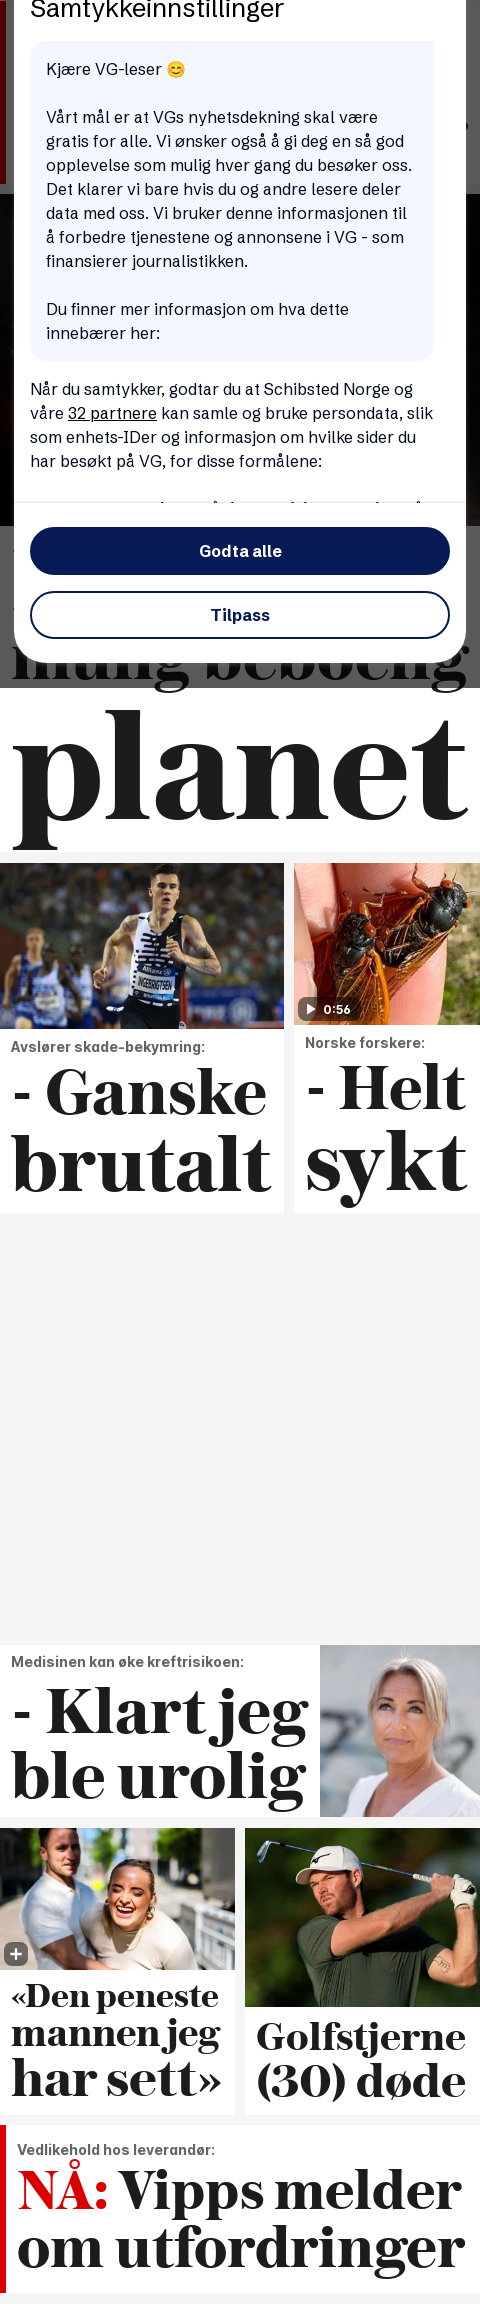 Samtykkeinnstillinger
Kjære VG-leser 😊
Vårt mål er at VGs nyhetsdekning skal være
gratis for alle. Vi ønsker også å gi deg en så god
opplevelse som mulig hver gang du besøker oss.
Det klarer vi bare hvis du og andre lesere deler
data med oss. Vi bruker denne informasjonen til
å forbedre tjenestene og annonsene i VG - som
finansierer journalistikken.
Du finner mer informasjon om hva dette
innebærer her:
Når du samtykker, godtar du at Schibsted Norge og
våre 32 partnere kan samle og bruke persondata, slik
som enhets-IDer og informasjon om hvilke sider du
har besøkt på VG, for disse formålene:
Godta alle
Tilpass
mulig beboelig
planet
INGEBRIGTSEN
0:56
Avslører skade-bekymring:
- Ganske
brutalt
Norske forskere:
- Helt
sykt
Medisinen kan øke kreftrisikoen:
- Klart jeg
ble urolig
«Den peneste
mannen jeg
har sett»
Golfstjerne
(30) døde
Vedlikehold hos leverandør:
NÅ: Vipps melder
om utfordringer